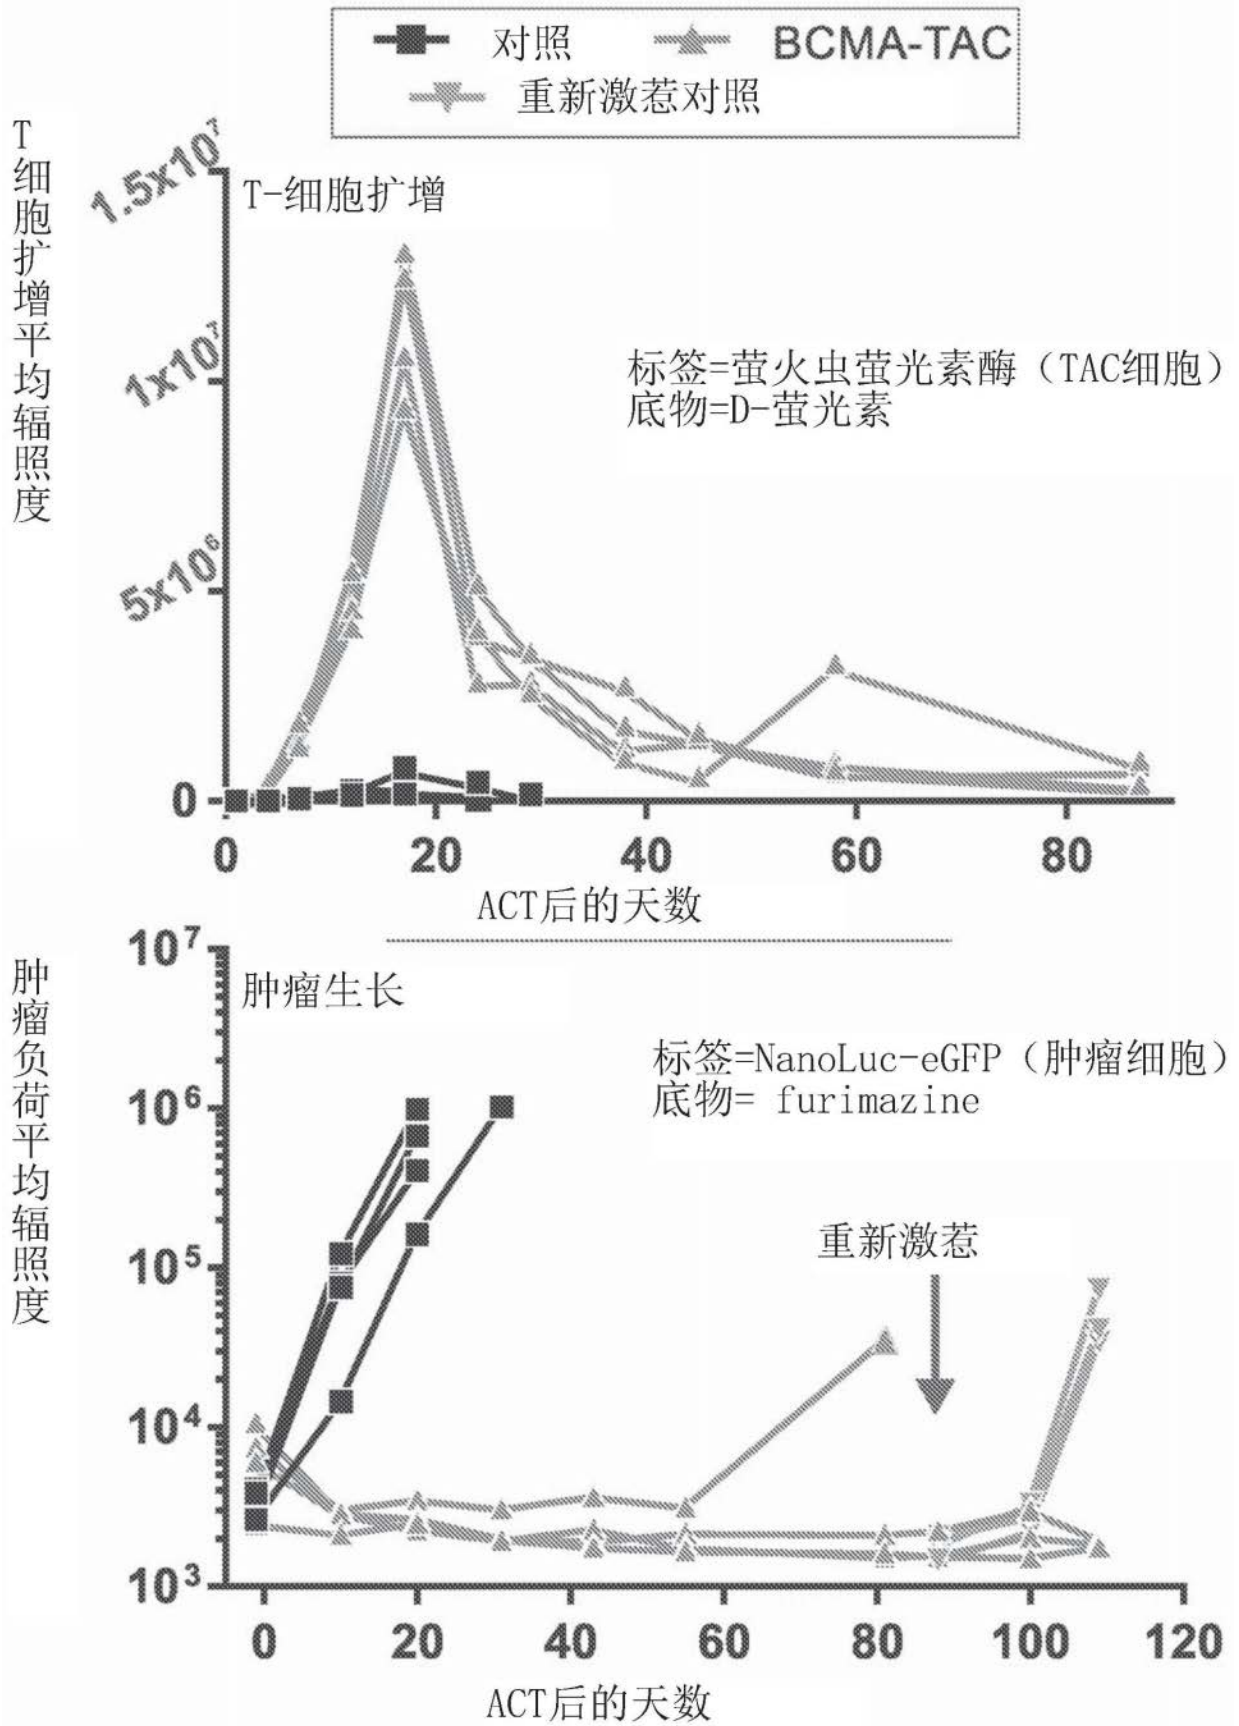 对照 BCMA-TAC
重新激惹对照
T细胞扩增平均辐照度
1.5x10⁷
T-细胞扩增
1x10⁷
标签=萤火虫萤光素酶（TAC细胞）
底物=D-萤光素
5x10⁶
0
0 20 40 60 80
ACT后的天数
肿瘤负荷平均辐照度
10⁷
肿瘤生长
标签=NanoLuc-eGFP（肿瘤细胞）
底物= furimazine
10⁶
重新激惹
10⁵
10⁴
10³
0 20 40 60 80 100 120
ACT后的天数